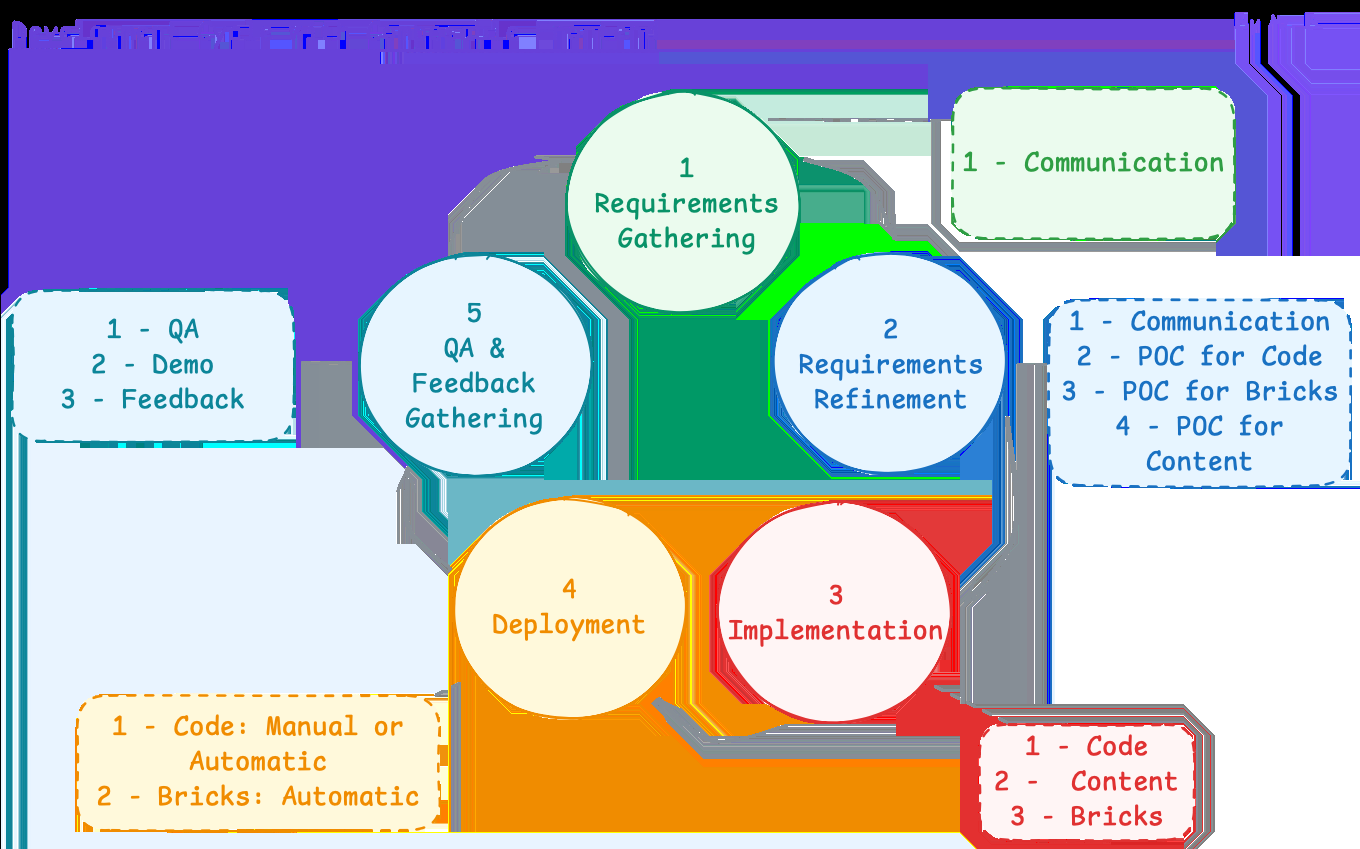 1
Requirements
Gathering
1 - Communication
2
Requirements
Refinement
1 - Communication
2 - POC for Code
3 - POC for Bricks
4 - POC for
Content
3
Implementation
1 - Code
2 -  Content
3 - Bricks
4
Deployment
1 - Code: Manual or
Automatic
2 - Bricks: Automatic
5
QA &
Feedback
Gathering
1 - QA
2 - Demo
3 - Feedback